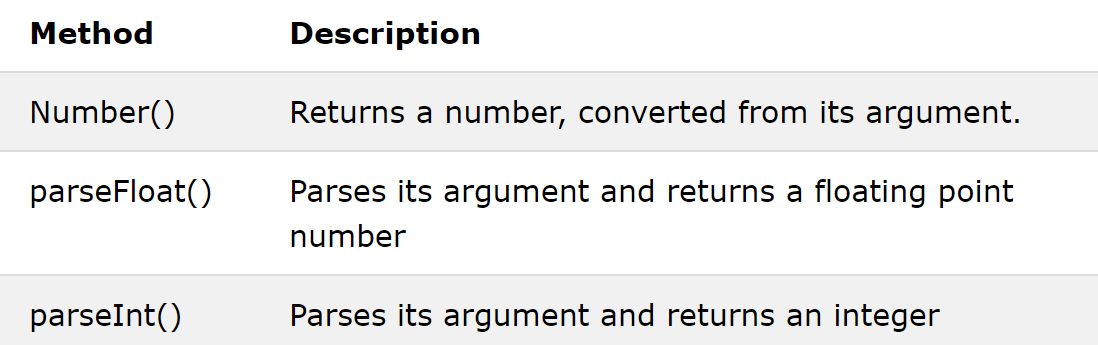 Method Description
Number() Returns a number, converted from its argument.
parseFloat() Parses its argument and returns a floating point
number
parseInt() Parses its argument and returns an integer